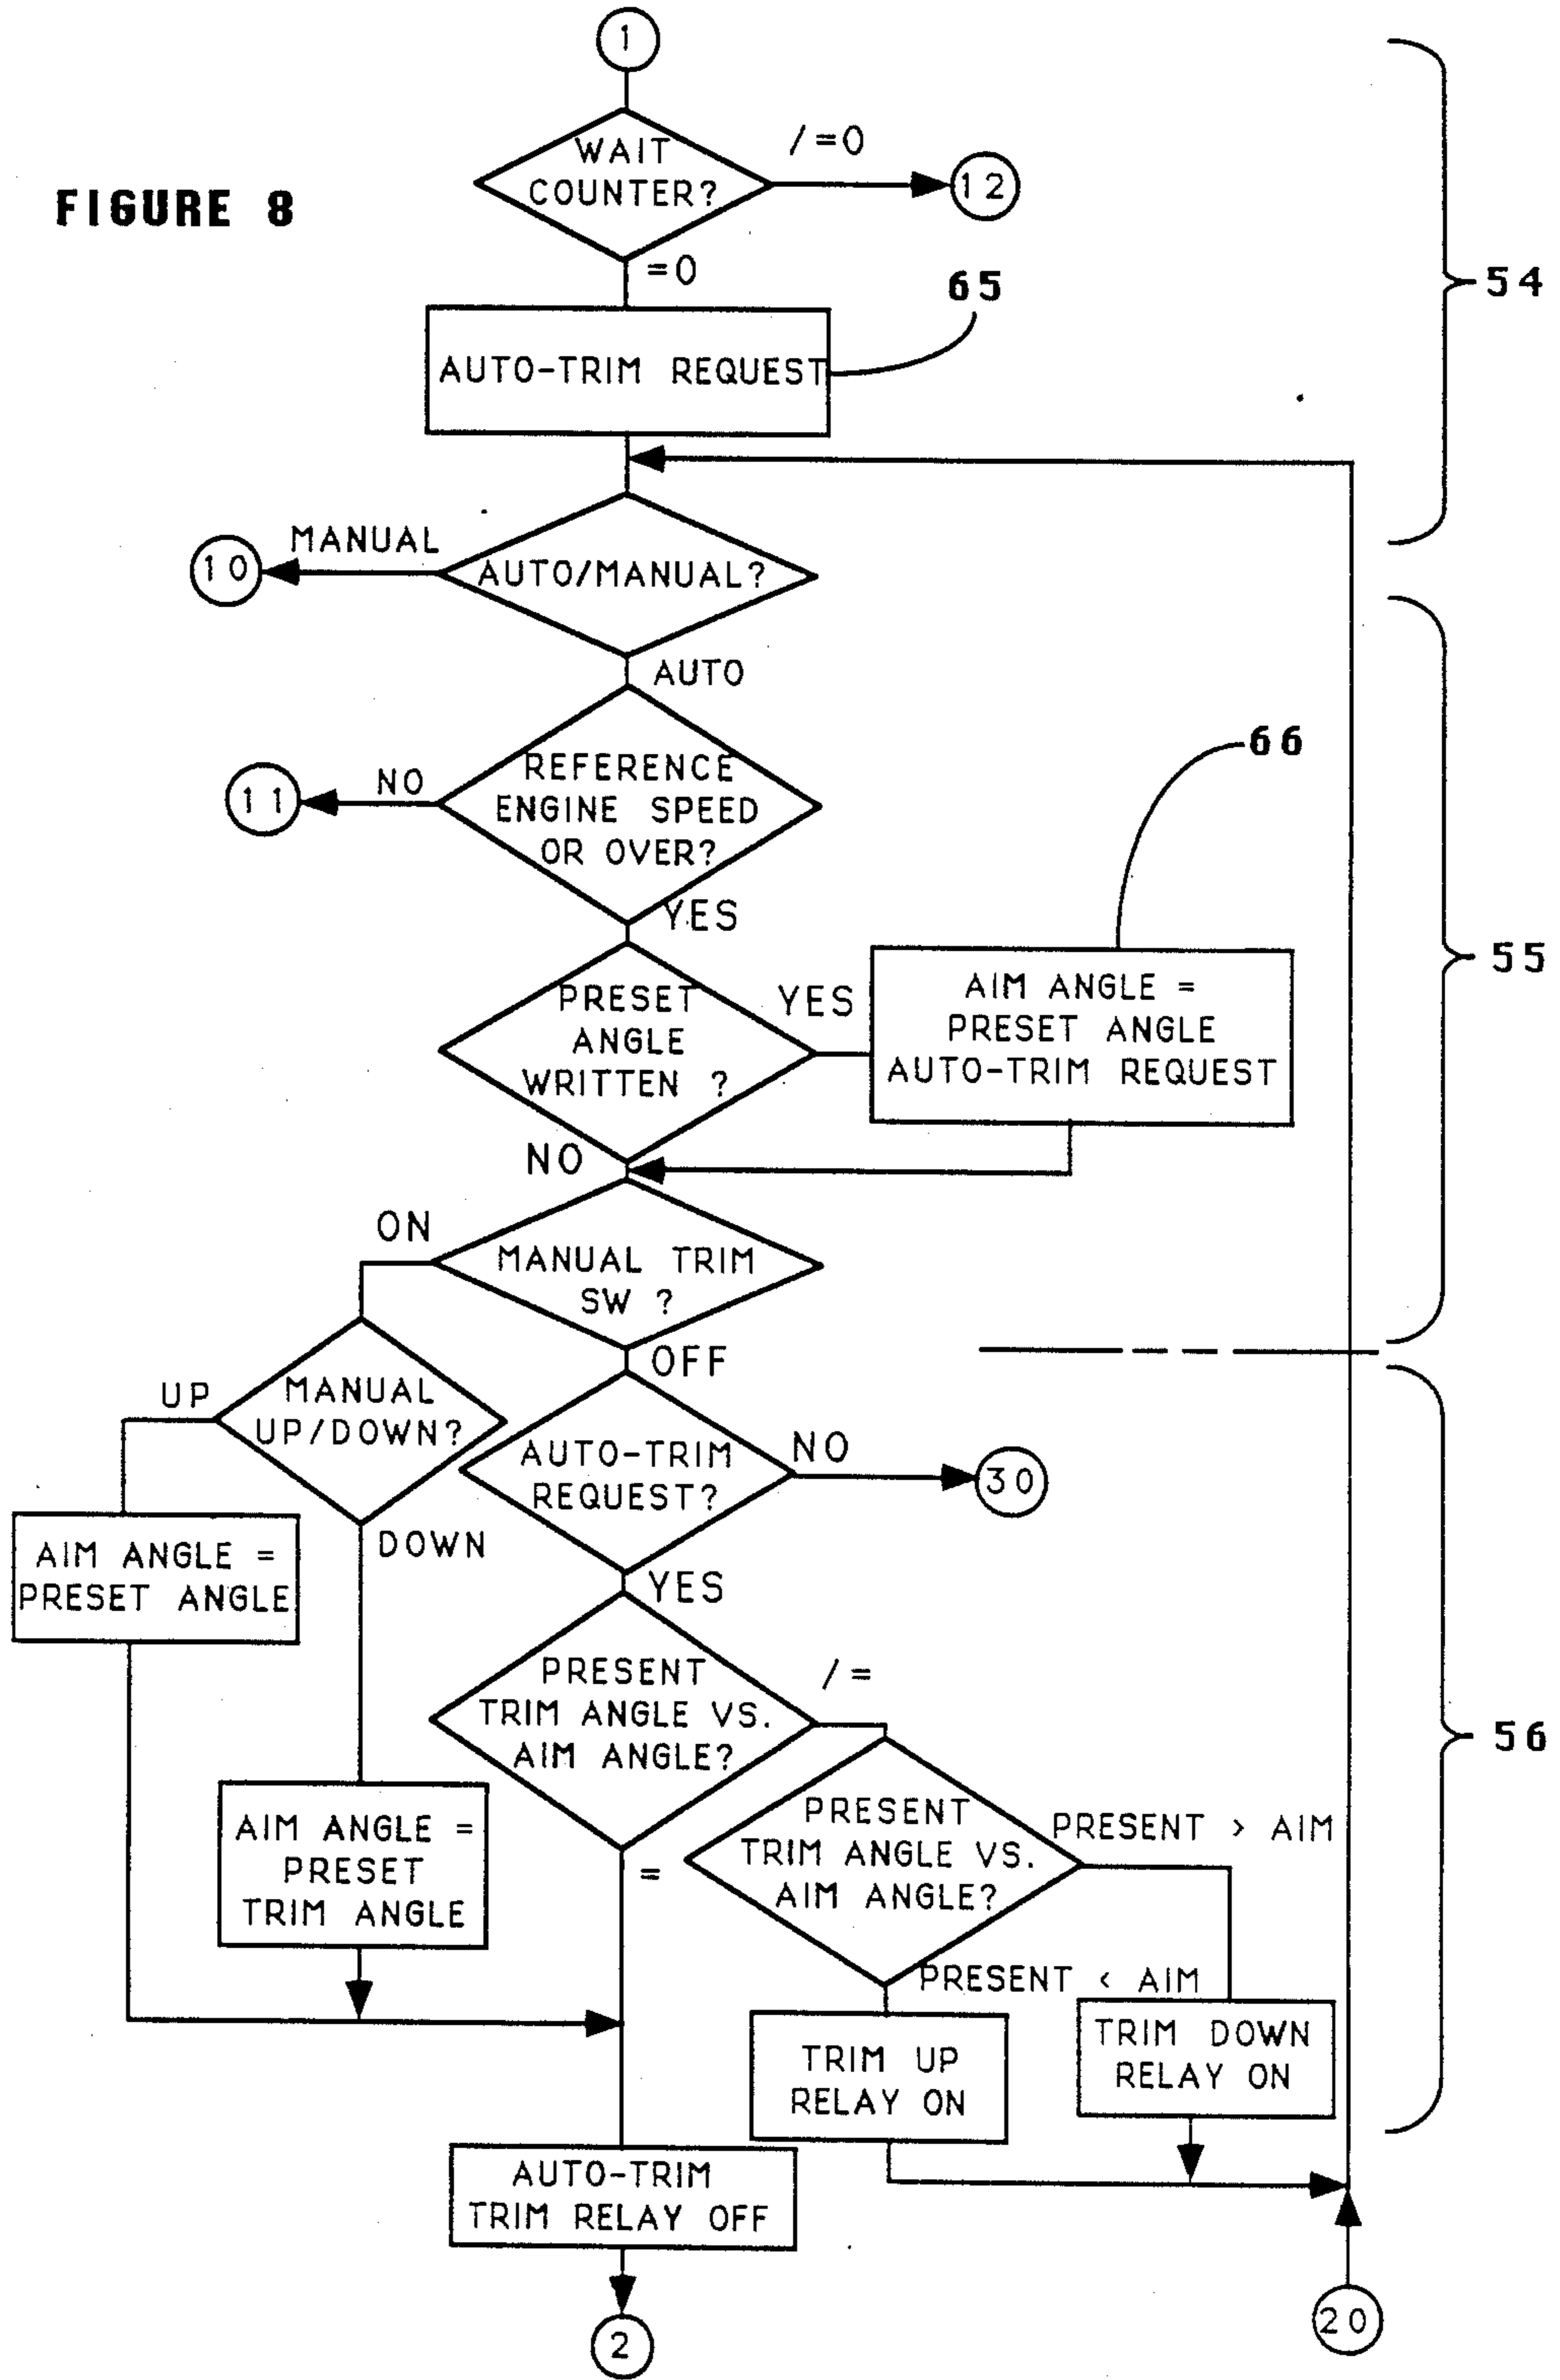 1
WAIT
COUNTER?
/=0
12
FIGURE 8
=0
65
54
AUTO-TRIM REQUEST
MANUAL
10
AUTO/MANUAL?
AUTO
66
REFERENCE
ENGINE SPEED
OR OVER?
NO
11
YES
55
PRESET
ANGLE
WRITTEN ?
YES
AIM ANGLE =
PRESET ANGLE
AUTO-TRIM REQUEST
NO
ON
MANUAL TRIM
SW ?
OFF
UP
MANUAL
UP/DOWN?
AUTO-TRIM
REQUEST?
NO
30
DOWN
AIM ANGLE =
PRESET ANGLE
YES
PRESENT
TRIM ANGLE VS.
AIM ANGLE?
/=
56
AIM ANGLE =
PRESET
TRIM ANGLE
=
PRESENT
TRIM ANGLE VS.
AIM ANGLE?
PRESENT > AIM
PRESENT < AIM
TRIM UP
RELAY ON
TRIM DOWN
RELAY ON
AUTO-TRIM
TRIM RELAY OFF
2
20